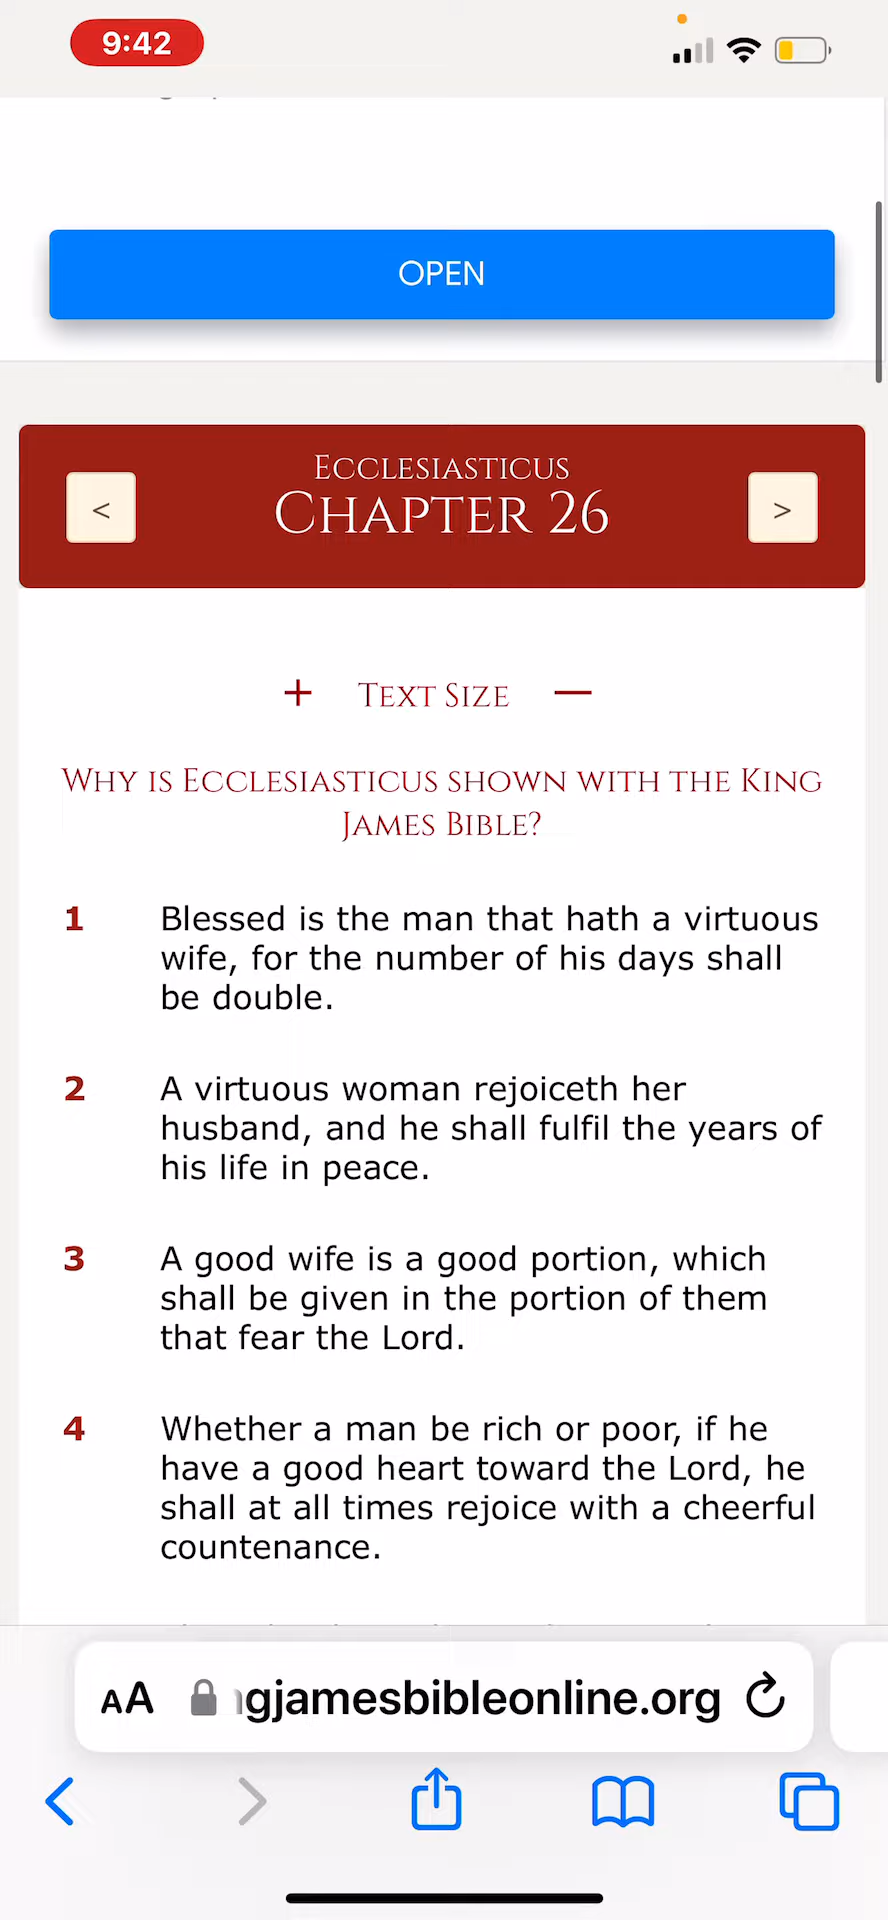 9:42
OPEN
Ecclesiasticus
Chapter 26
<
>
+ Text Size —
Why is Ecclesiasticus shown with the King
James Bible?
1 Blessed is the man that hath a virtuous
wife, for the number of his days shall
be double.
2 A virtuous woman rejoiceth her
husband, and he shall fulfil the years of
his life in peace.
3 A good wife is a good portion, which
shall be given in the portion of them
that fear the Lord.
4 Whether a man be rich or poor, if he
have a good heart toward the Lord, he
shall at all times rejoice with a cheerful
countenance.
AA gjamesbibleonline.org